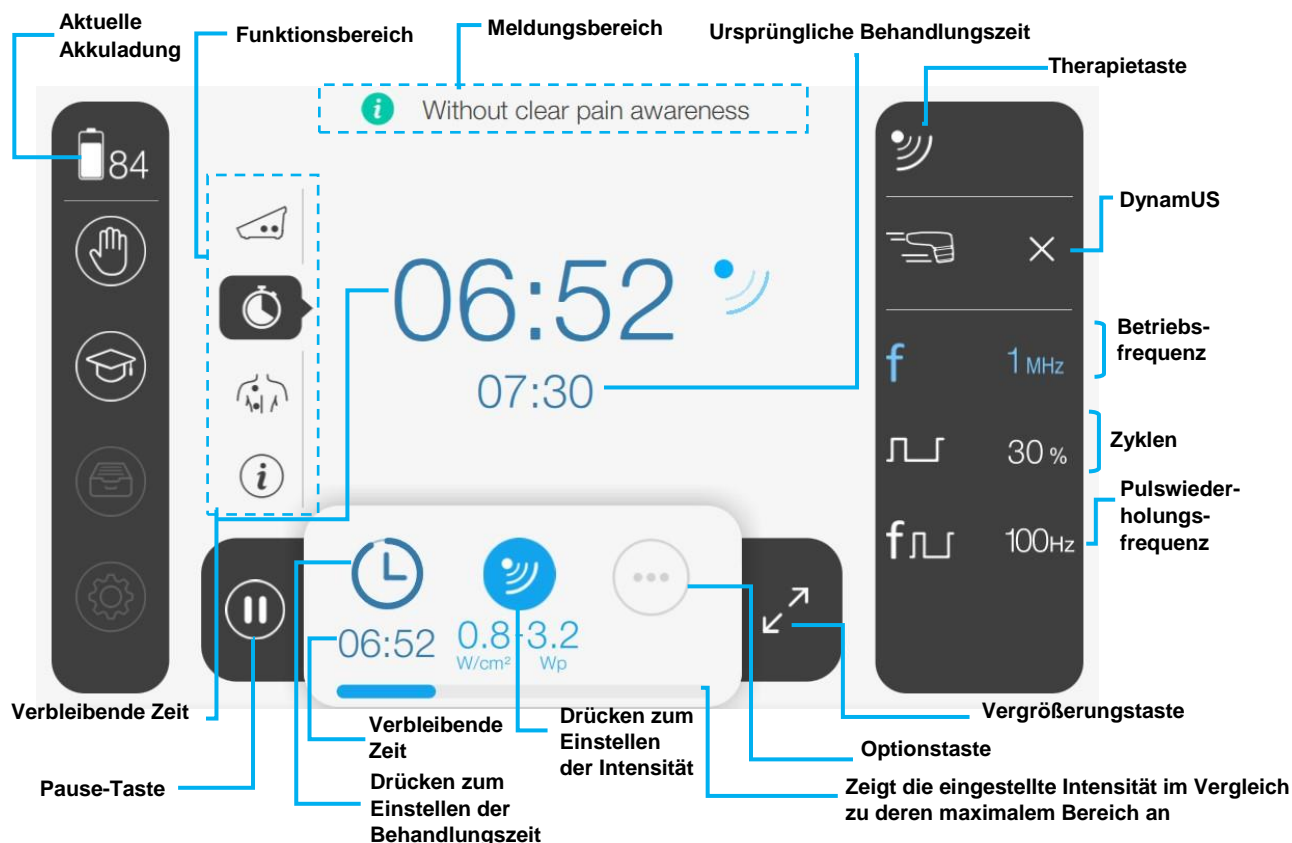 Aktuelle
Akkuladung
Funktionsbereich
Meldungsbereich
Ursprüngliche Behandlungszeit
Therapietaste
i Without clear pain awareness
84
DynamUS
06:52
07:30
Betriebs-
frequenz
f 1 MHz
Zyklen
30 %
Pulswieder-
holungs-
frequenz
f 100Hz
i
06:52
0.8-3.2
W/cm² Wp
Verbleibende Zeit
Verbleibende
Zeit
Drücken zum
Einstellen
der Intensität
Vergrößerungstaste
Optionstaste
Pause-Taste
Drücken zum
Einstellen der
Behandlungszeit
Zeigt die eingestellte Intensität im Vergleich
zu deren maximalem Bereich an